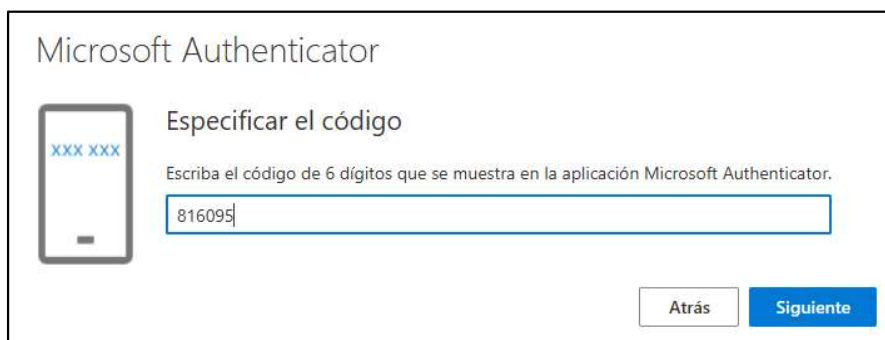 Microsoft Authenticator
xxx xxx
Especificar el código
Escriba el código de 6 dígitos que se muestra en la aplicación Microsoft Authenticator.
816095
Atrás
Siguiente